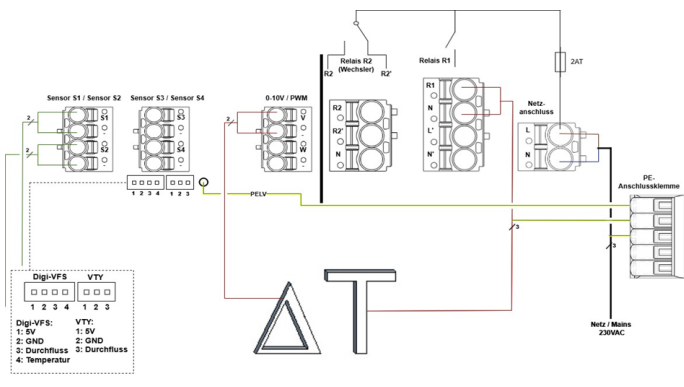 Relais R2
(Wechsler)
R2
R2'
Relais R1
2AT
Sensor S1 / Sensor S2
Sensor S3 / Sensor S4
0-10V / PWM
Netz-
anschluss
S1
-
S2
-
S3
-
S4
-
V
-
W
-
R2
R2'
N
R1
N
L'
N'
L
N
2
2
2
1 2 3 4
1 2 3
PELV
PE-
Anschlussklemme
3
3
Digi-VFS
VTY
1 2 3 4
1 2 3
Digi-VFS:
1: 5V
2: GND
3: Durchfluss
4: Temperatur
VTY:
1: 5V
2: GND
3: Durchfluss
ΔT
Netz / Mains
230VAC